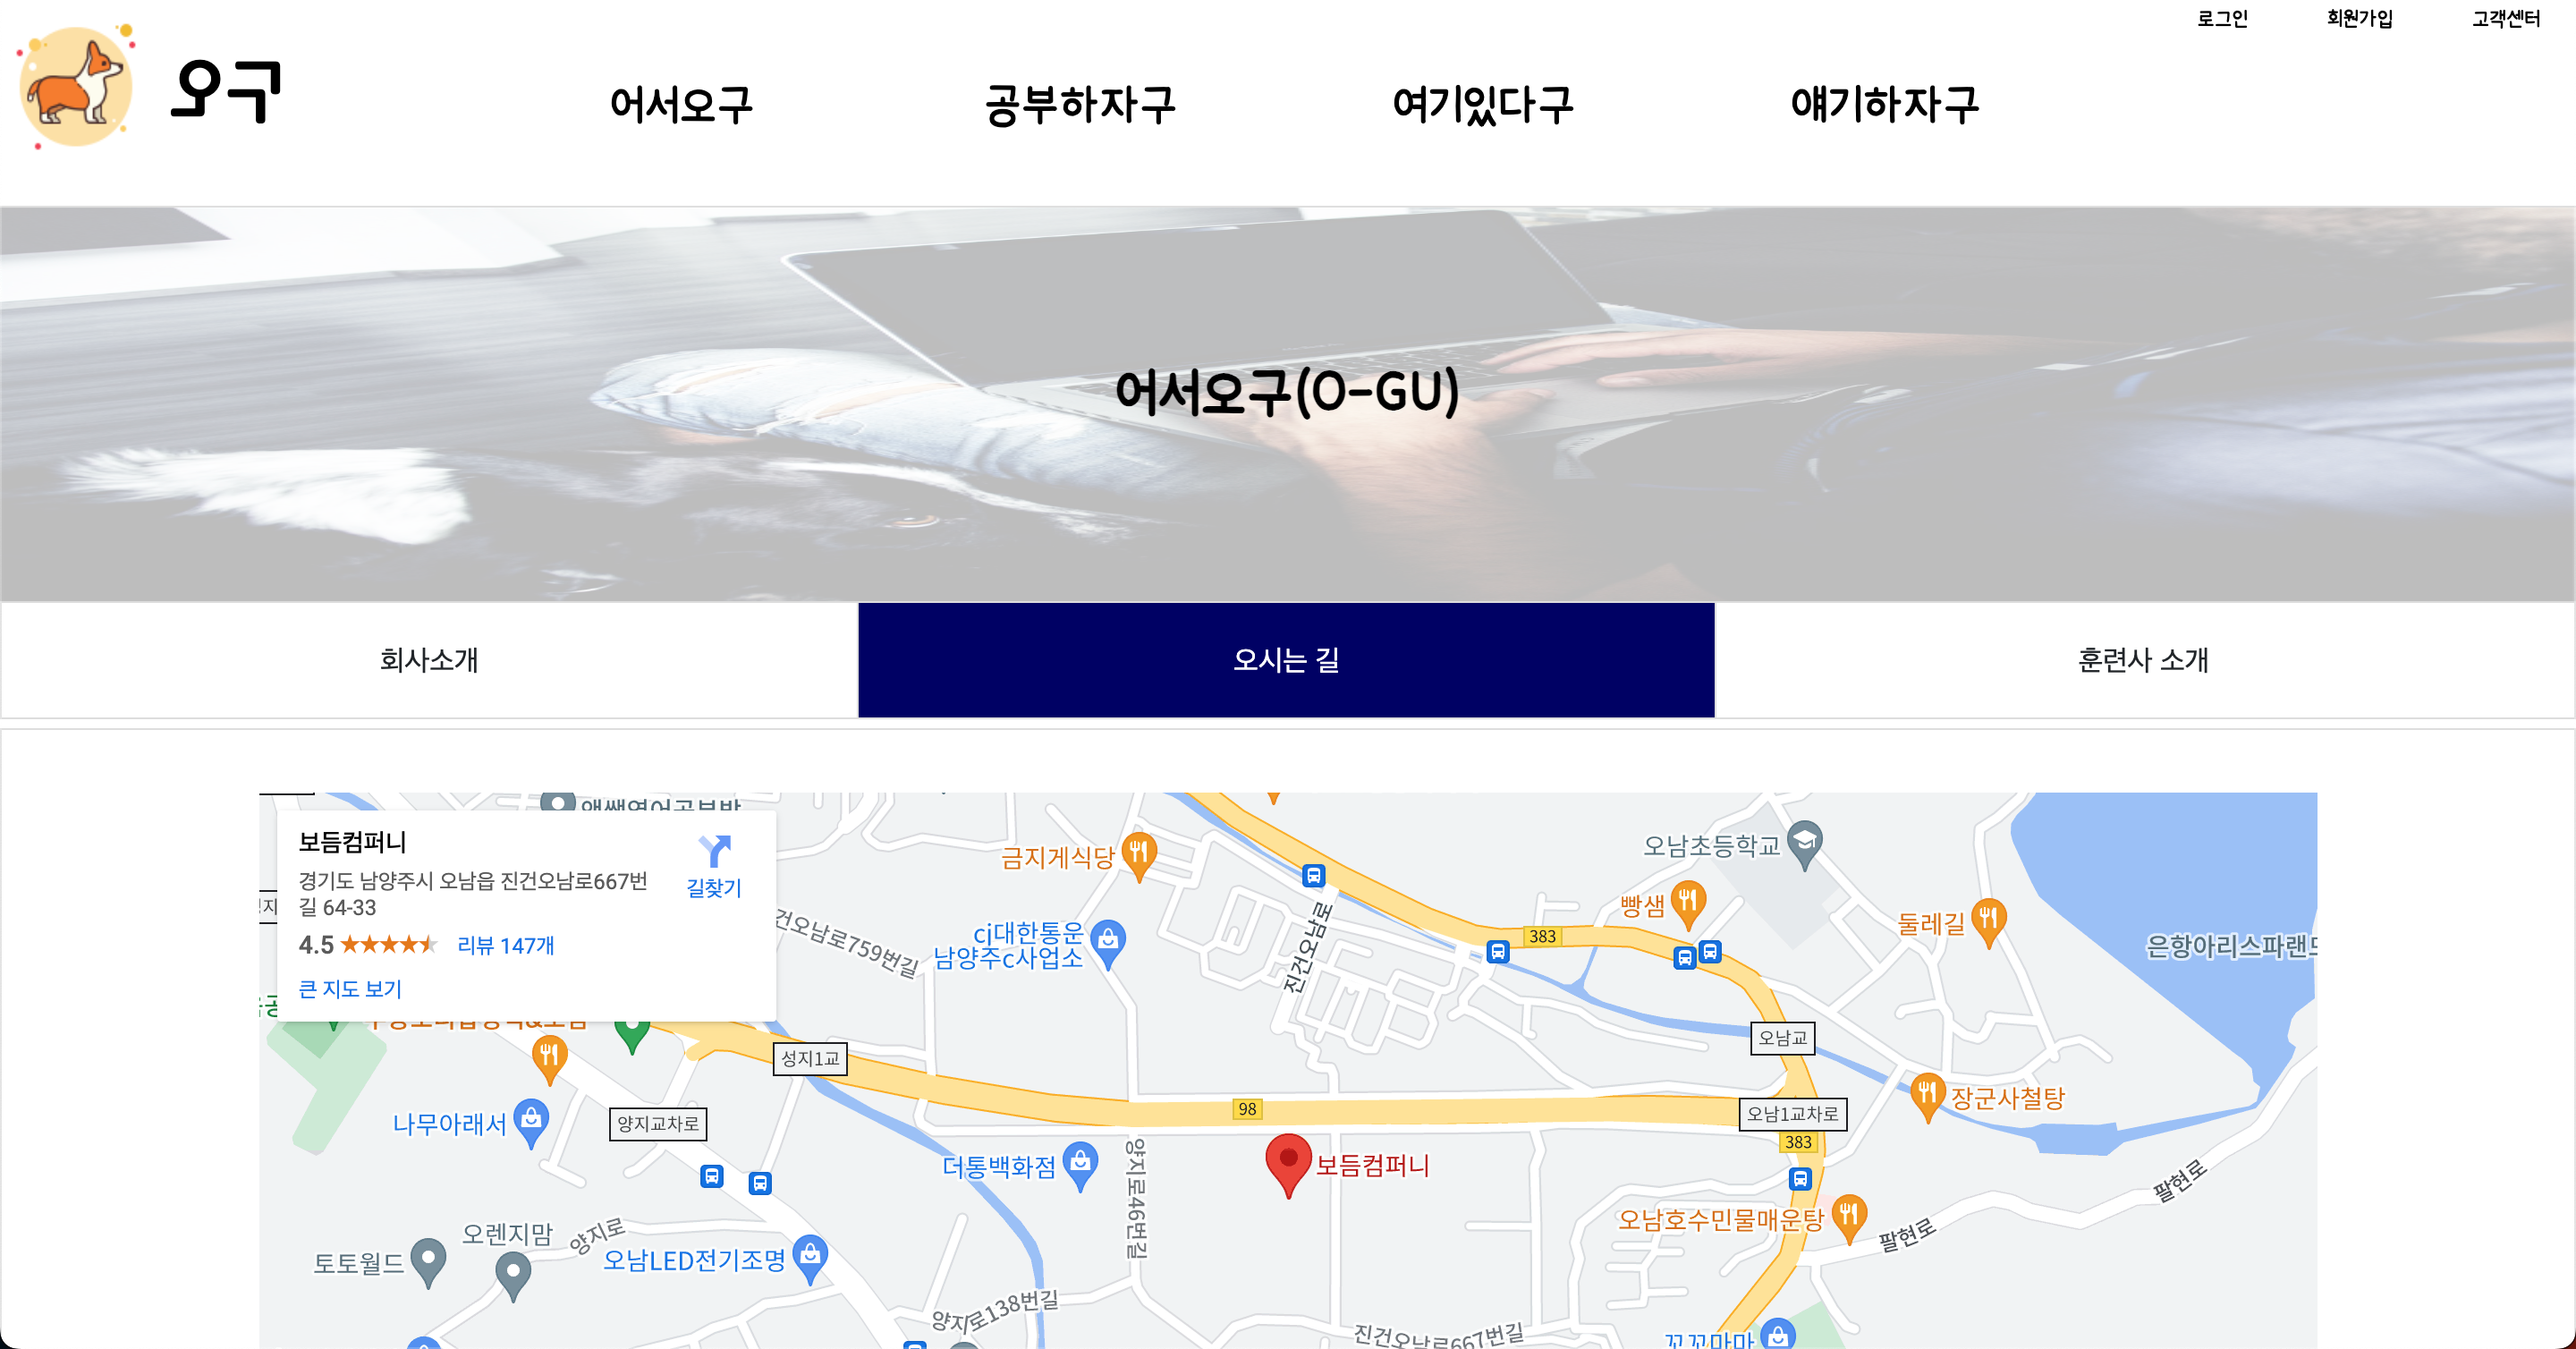 로그인 회원가입 고객센터
오구
어서오구 공부하자구 여기있다구 얘기하자구
어서오구(O-GU)
회사소개 오시는 길 훈련사 소개
보듬컴퍼니
경기도 남양주시 오남읍 진건오남로667번
길 64-33
길찾기
4.5 리뷰 147개
큰 지도 보기
금지게식당
오남초등학교
빵샘
둘레길
은항아리스파랜드
cj대한통운
남양주c사업소
건오남로759번길
진건오남로
383
오남교
성지1교
98
오남1교차로
383
장군사철탕
나무아래서
양지교차로
더통백화점
양지로46번길
보듬컴퍼니
팔현로
오남호수민물매운탕
팔현로
오렌지맘
양지로
토토월드
오남LED전기조명
양지로138번길
진건오남로667번길
꼬꼬마마